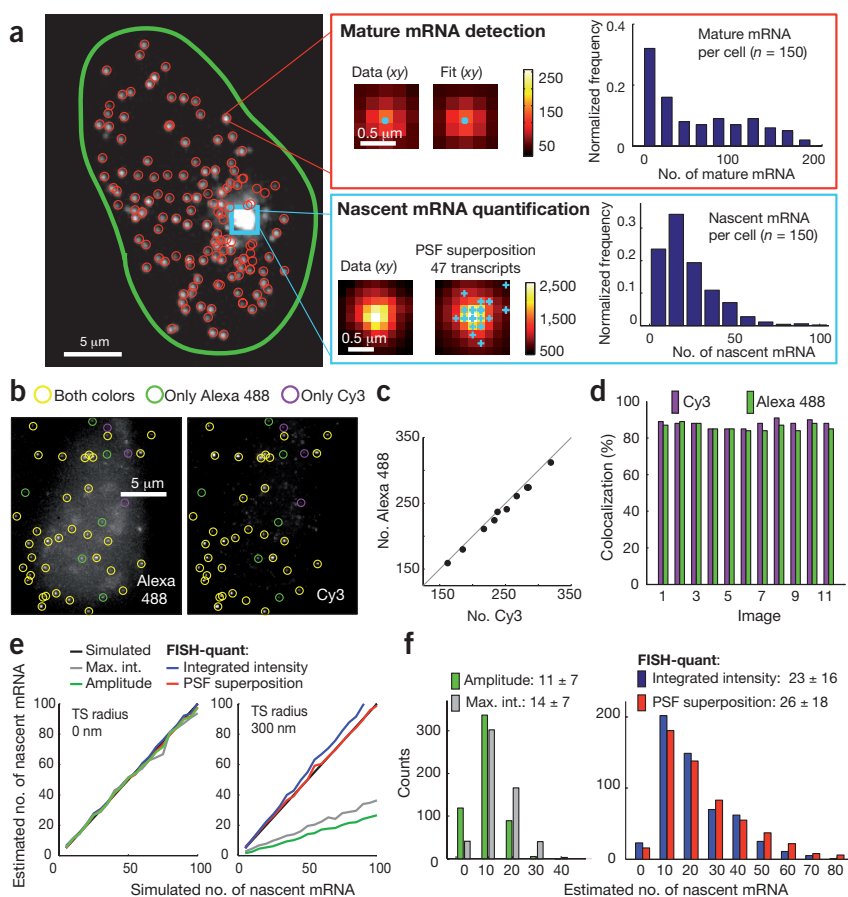 a
Mature mRNA detection
Data (xy)
Fit (xy)
0.5 μm
250
150
50
Mature mRNA
per cell (n = 150)
Normalized frequency
0.4
0.2
0
0
100
200
No. of mature mRNA
Nascent mRNA quantification
PSF superposition
47 transcripts
Data (xy)
0.5 μm
2,500
1,500
500
Nascent mRNA
per cell (n = 150)
Normalized frequency
0.3
0.2
0.1
0
0
50
100
No. of nascent mRNA
5 μm
b
Both colors
Only Alexa 488
Only Cy3
5 μm
Alexa
488
Cy3
c
No. Alexa 488
350
250
150
150
250
350
No. Cy3
d
Cy3
Alexa 488
Colocalization (%)
100
80
60
40
20
0
1
3
5
7
9
11
Image
e
Simulated
Max. int.
Amplitude
FISH-quant:
Integrated intensity
PSF superposition
Estimated no. of nascent mRNA
100
80
60
40
20
0
TS radius
0 nm
0
50
100
100
80
60
40
20
0
TS radius
300 nm
0
50
100
Simulated no. of nascent mRNA
f
Amplitude: 11 ± 7
Max. int.: 14 ± 7
Counts
300
200
100
0
0
10
20
30
40
FISH-quant:
Integrated intensity: 23 ± 16
PSF superposition: 26 ± 18
200
100
0
0
10
20
30
40
50
60
70
80
Estimated no. of nascent mRNA